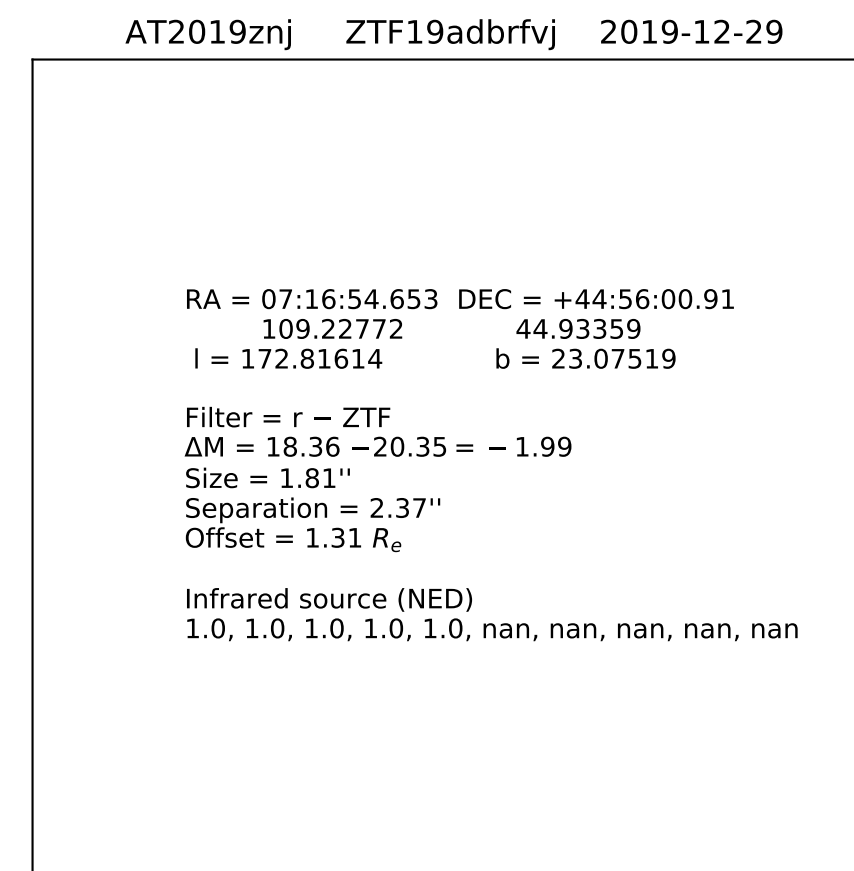 AT2019znj ZTF19adbrfvj 2019-12-29
RA = 07:16:54.653 DEC = +44:56:00.91
109.22772 44.93359
l = 172.81614 b = 23.07519
Filter = r − ZTF
ΔM = 18.36 −20.35 = − 1.99
Size = 1.81''
Separation = 2.37''
Offset = 1.31 Re
Infrared source (NED)
1.0, 1.0, 1.0, 1.0, 1.0, nan, nan, nan, nan, nan